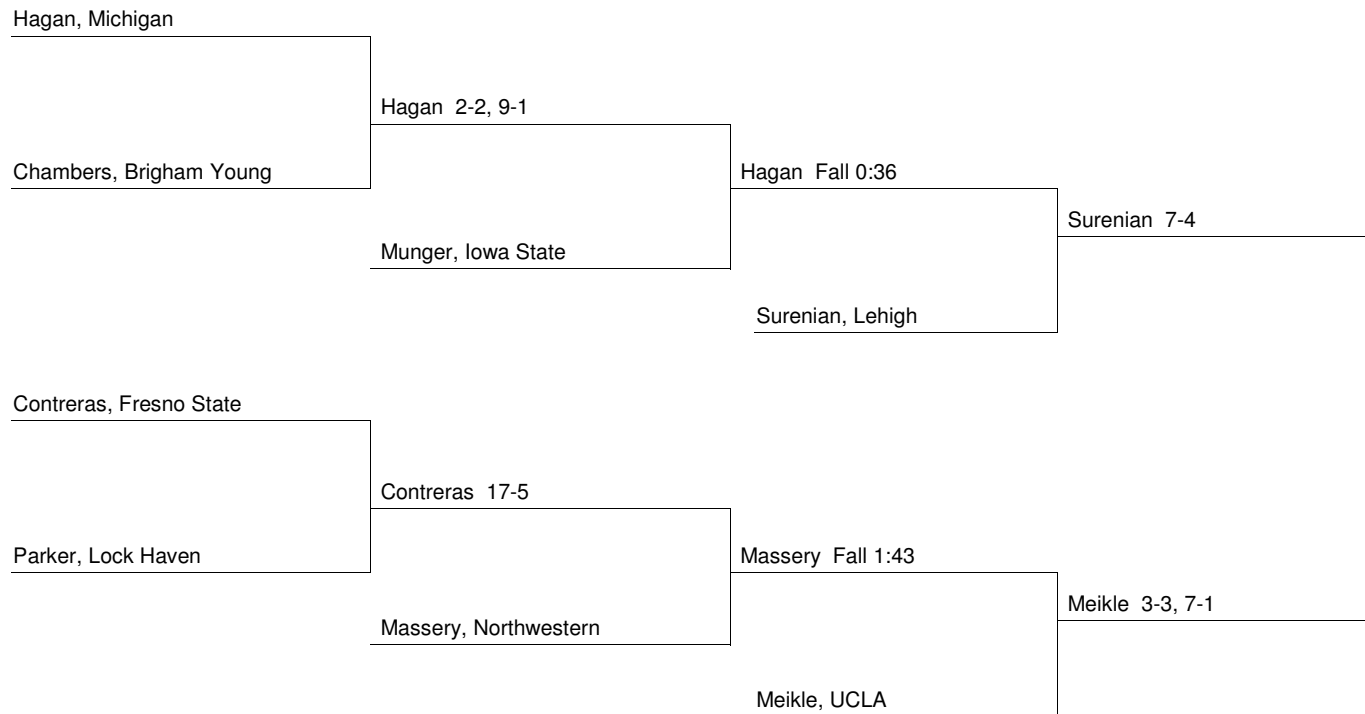 Hagan, Michigan
Hagan  2-2, 9-1
Chambers, Brigham Young
Hagan  Fall 0:36
Surenian  7-4
Munger, Iowa State
Surenian, Lehigh
Contreras, Fresno State
Contreras  17-5
Parker, Lock Haven
Massery  Fall 1:43
Meikle  3-3, 7-1
Massery, Northwestern
Meikle, UCLA